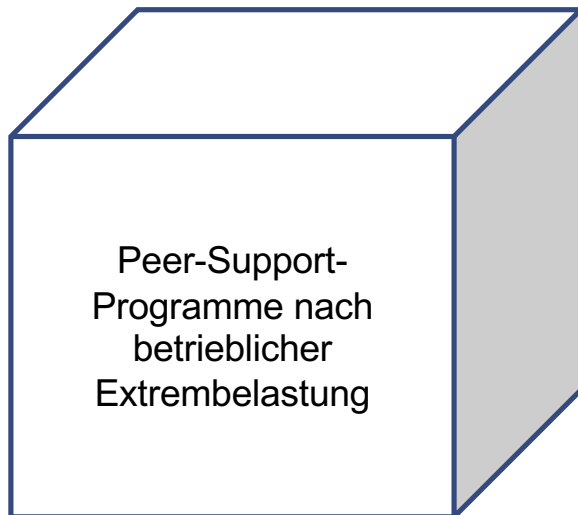 Peer-Support-
Programme nach
betrieblicher
Extrembelastung